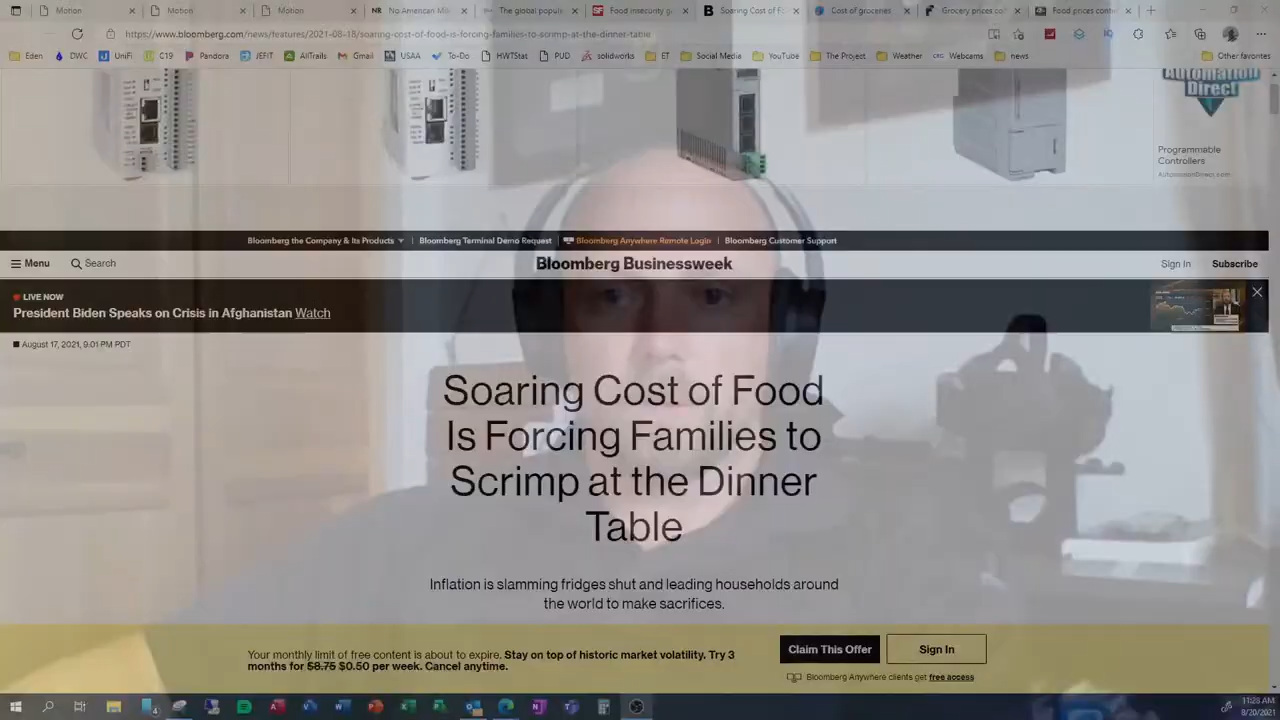 Motion
Motion
Motion
No American Mil
The global popul
Food insecurity g
Soaring Cost of F
Cost of groceries
Grocery prices co
Food prices conti
https://www.bloomberg.com/news/features/2021-08-18/soaring-cost-of-food-is-forcing-families-to-scrimp-at-the-dinner-table
Eden
DWC
UniFi
C19
Pandora
JEFIT
AllTrails
Gmail
USAA
To-Do
HWTStat
PUD
solidworks
ET
Social Media
YouTube
The Project
Weather
Webcams
news
Other favorites
Automation
Direct
Programmable
Controllers
AutomationDirect.com
Bloomberg the Company & Its Products
Bloomberg Terminal Demo Request
Bloomberg Anywhere Remote Login
Bloomberg Customer Support
Menu
Search
Bloomberg Businessweek
Sign In
Subscribe
LIVE NOW
President Biden Speaks on Crisis in Afghanistan Watch
August 17, 2021, 9:01 PM PDT
Soaring Cost of Food
Is Forcing Families to
Scrimp at the Dinner
Table
Inflation is slamming fridges shut and leading households around
the world to make sacrifices.
Your monthly limit of free content is about to expire. Stay on top of historic market volatility. Try 3
months for $8.75 $0.50 per week. Cancel anytime.
Claim This Offer
Sign In
Bloomberg Anywhere clients get free access
11:28 AM
8/20/2021